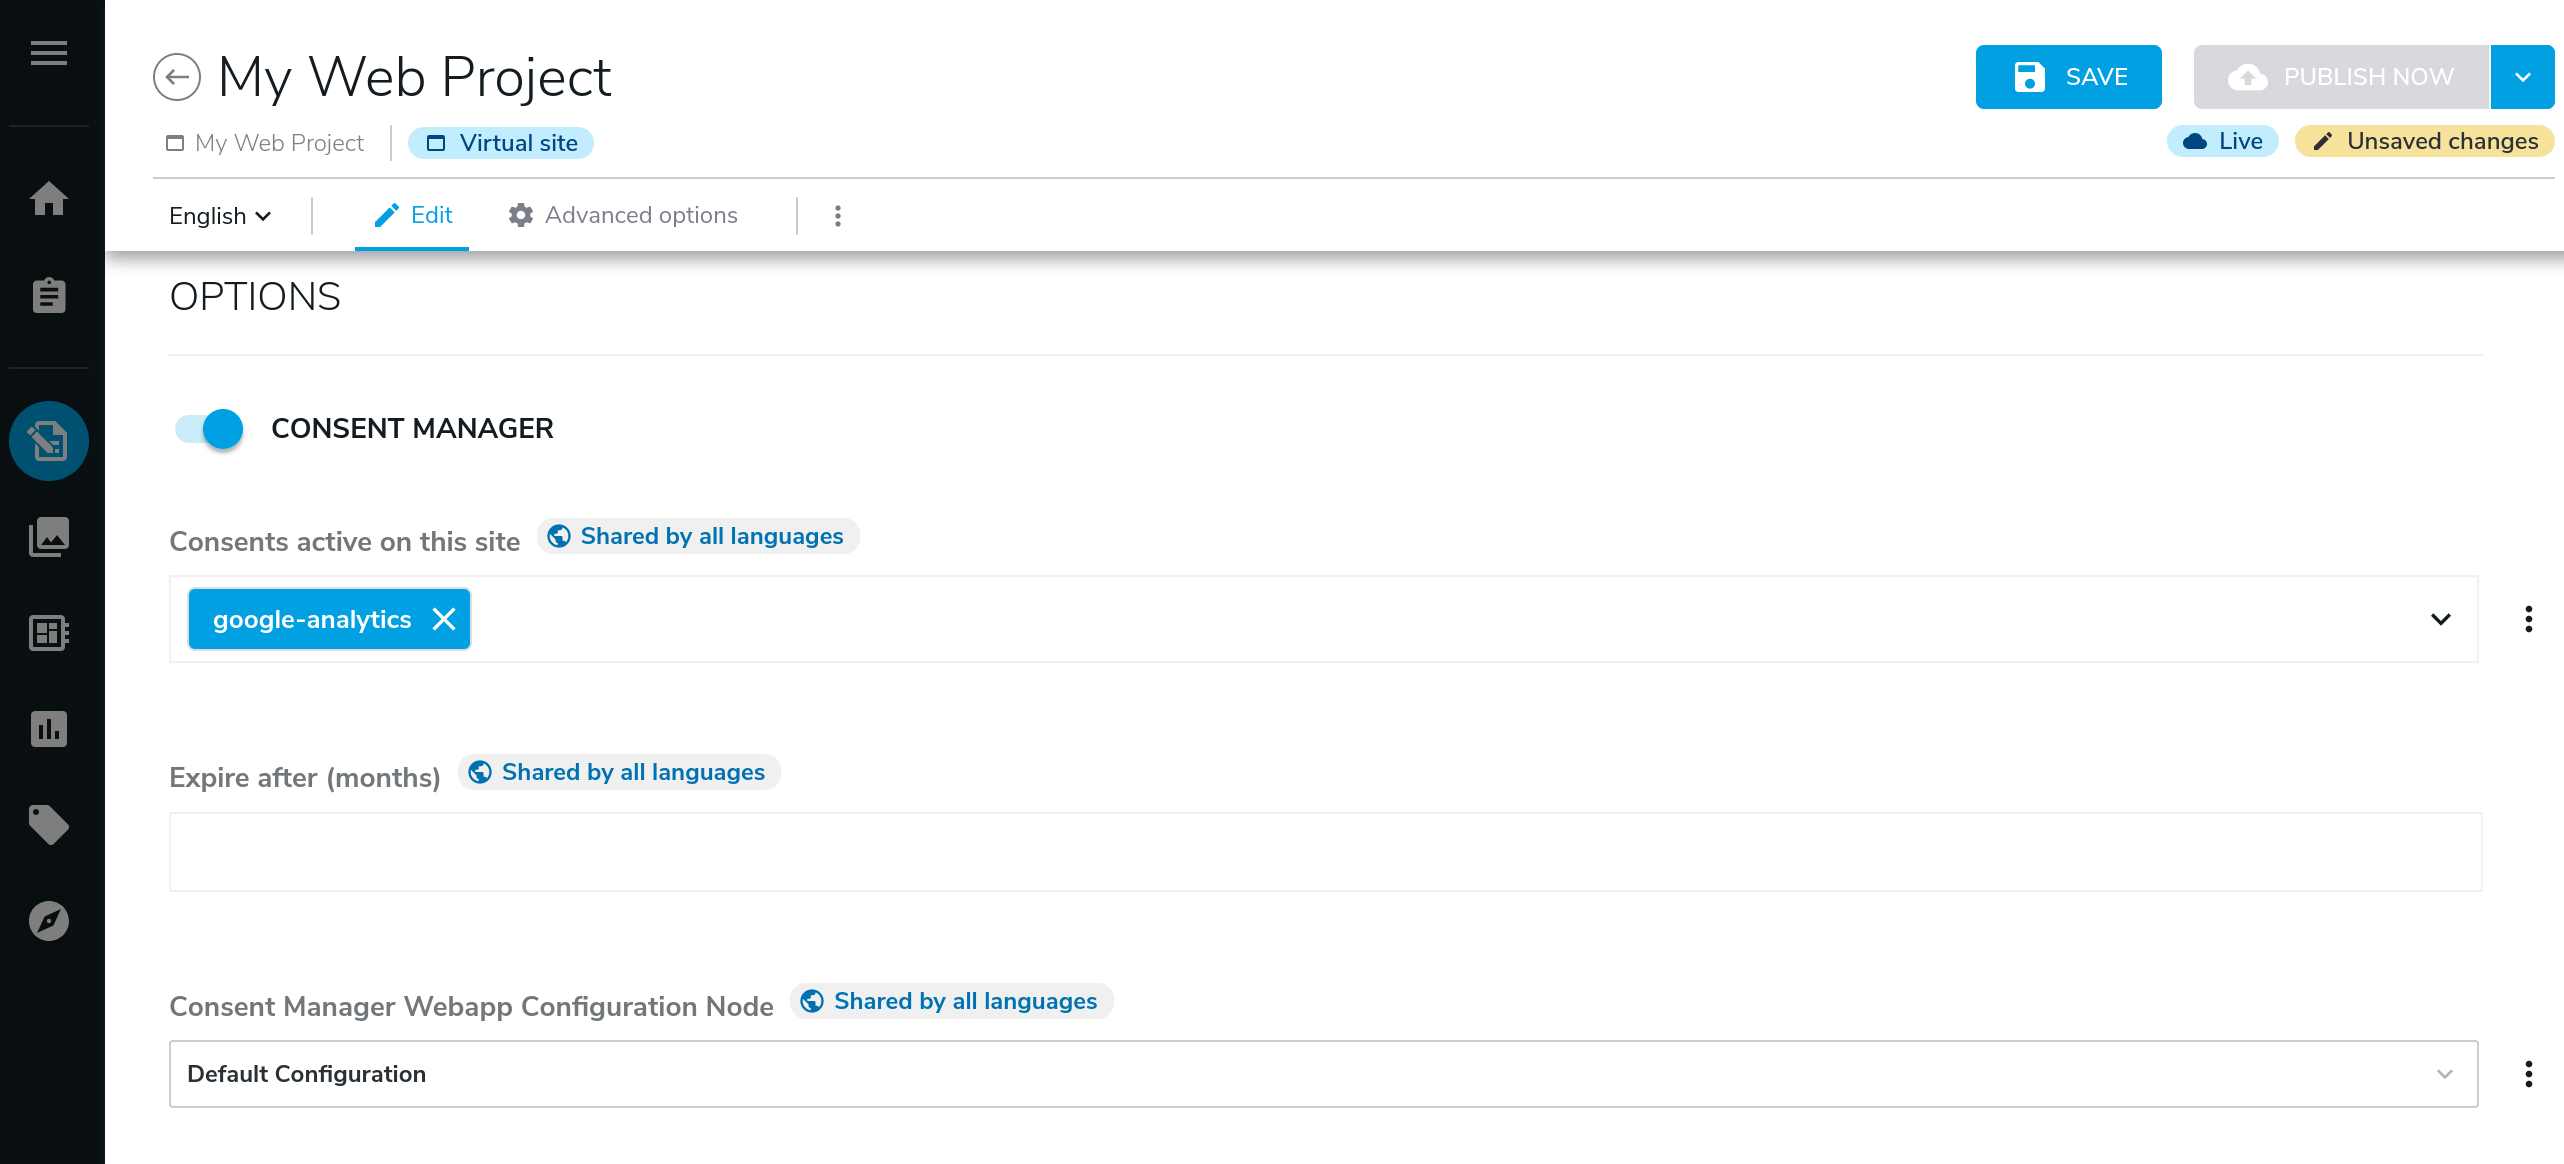 My Web Project
SAVE
PUBLISH NOW
My Web Project
Virtual site
Live
Unsaved changes
English
Edit
Advanced options
OPTIONS
CONSENT MANAGER
Consents active on this site
Shared by all languages
google-analytics
Expire after (months)
Shared by all languages
Consent Manager Webapp Configuration Node
Shared by all languages
Default Configuration